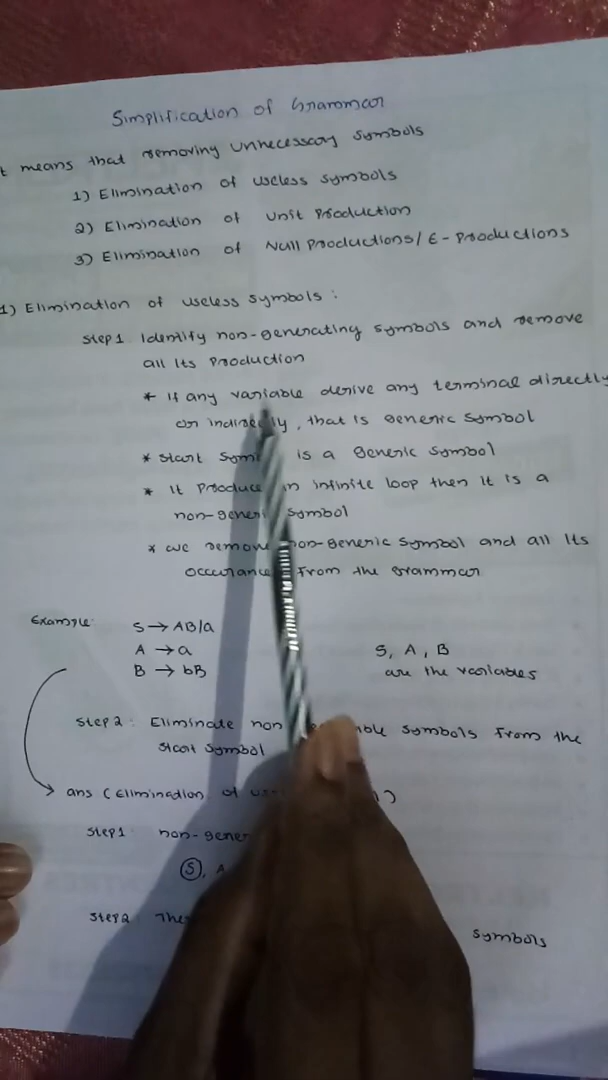 Simplification of Grammar
t means that removing unnecessary symbols
1) Elimination of useless symbols
2) Elimination of Unit Production
3) Elimination of Null Productions / ε - Productions
1) Elimination of useless symbols :
Step 1 Identify non-generating symbols and remove
all its production
* If any variable derive any terminal directly
or indirectly, that is generic symbol
* Start is a generic symbol
* It Produce infinite loop then it is a
symbol
* we remove non-generic symbol and all its
from the grammar
Example:
S → AB/a
A → a
B → bB
S, A, B
are the variables
Step 2: Eliminate symbols from the
start symbol
ans (Elimination of
Step 1
(S), A
Step 2
symbols